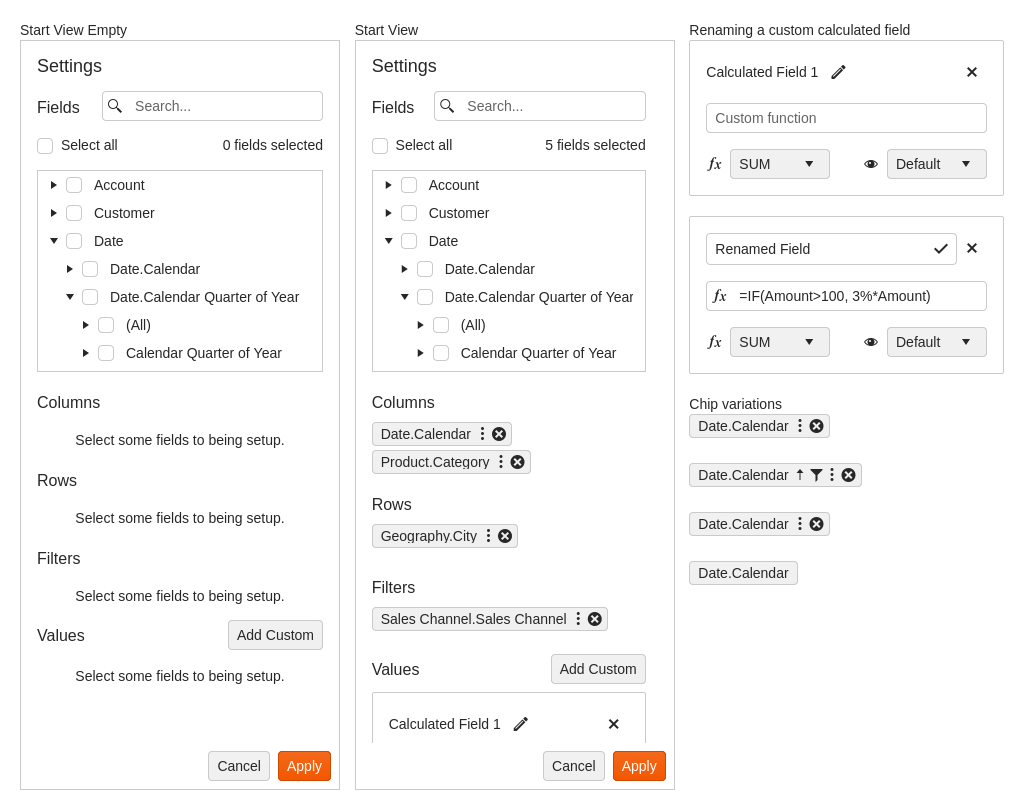 Start View Empty
Settings
Fields
Search...
Select all
0 fields selected
Account
Customer
Date
Date.Calendar
Date.Calendar Quarter of Year
(All)
Calendar Quarter of Year
Columns
Select some fields to being setup.
Rows
Select some fields to being setup.
Filters
Select some fields to being setup.
Values
Add Custom
Select some fields to being setup.
Cancel
Apply
Start View
Settings
Fields
Search...
Select all
5 fields selected
Account
Customer
Date
Date.Calendar
Date.Calendar Quarter of Year
(All)
Calendar Quarter of Year
Columns
Date.Calendar
Product.Category
Rows
Geography.City
Filters
Sales Channel.Sales Channel
Values
Add Custom
Calculated Field 1
Cancel
Apply
Renaming a custom calculated field
Calculated Field 1
Custom function
fx
SUM
Default
Renamed Field
fx =IF(Amount>100, 3%*Amount)
fx
SUM
Default
Chip variations
Date.Calendar
Date.Calendar
Date.Calendar
Date.Calendar